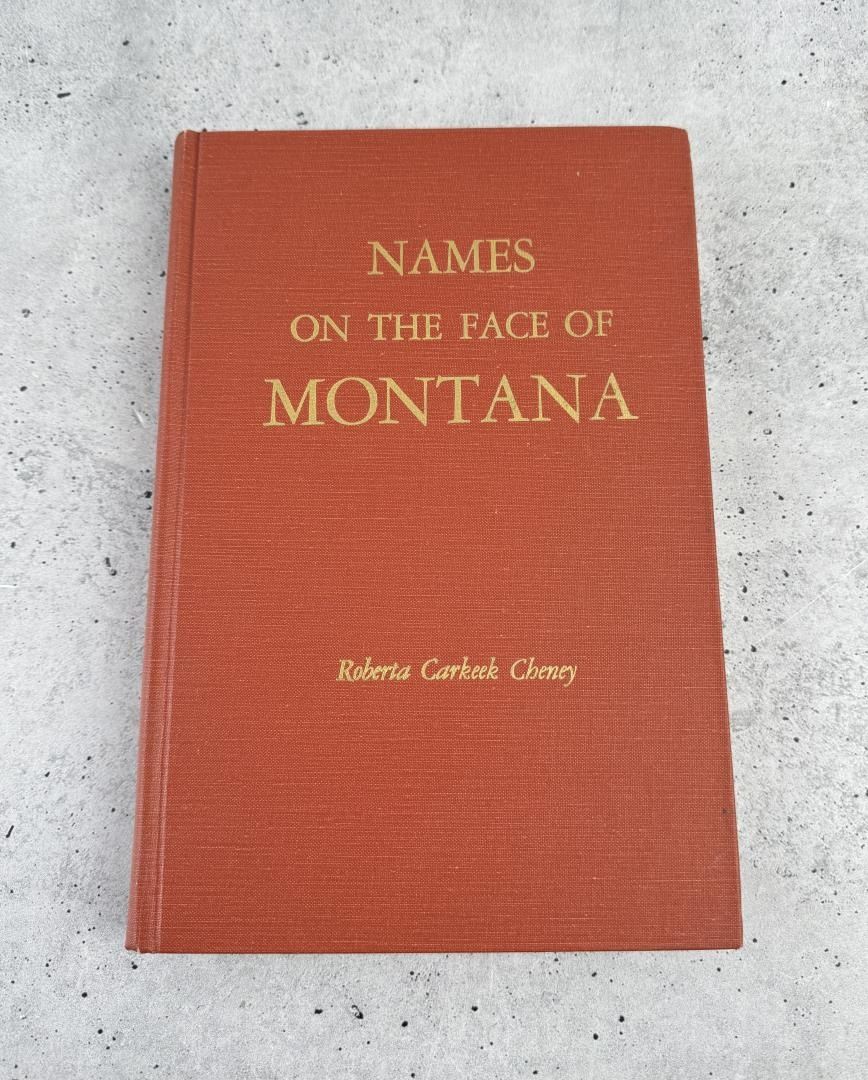 NAMES
ON THE FACE OF
MONTANA
Roberta Carkeek Cheney